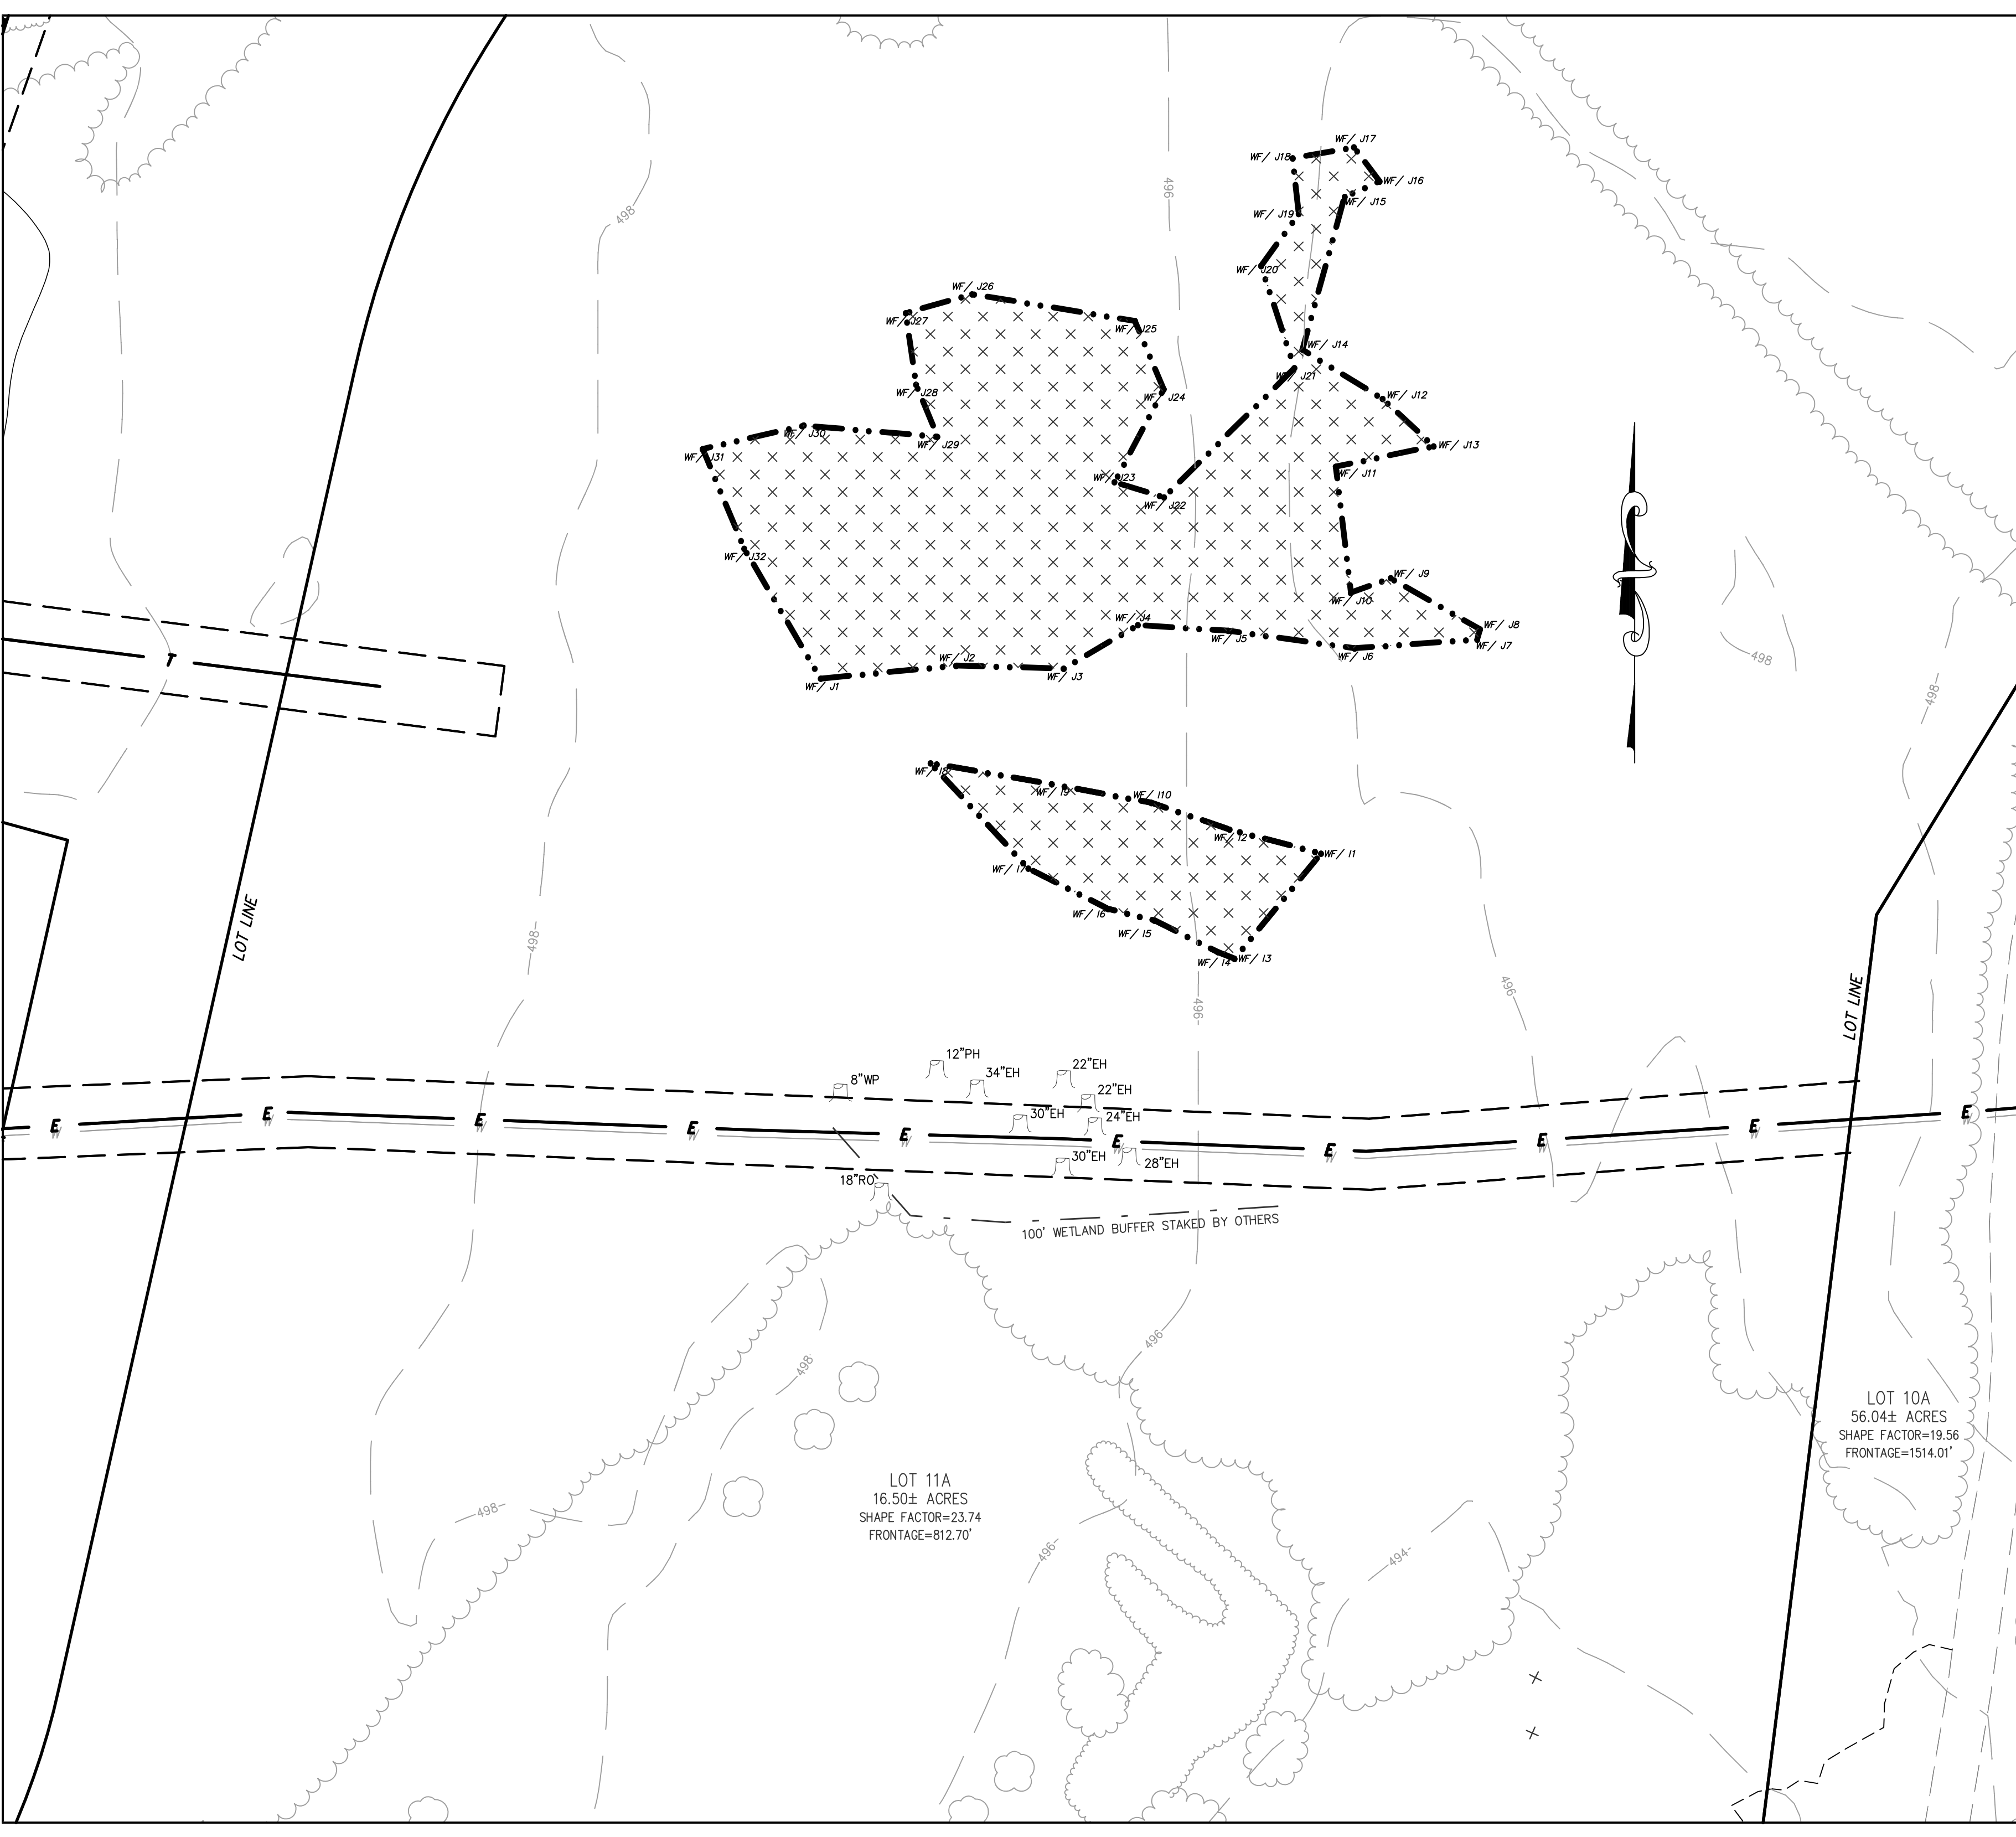 WF/ J17
WF/ J18
WF/ J16
496
WF/ J15
498
WF/ J19
WF/ J20
WF/ J26
WF/ J27
WF/ J25
WF/ J14
WF/ J21
WF/ J28
WF/ J24
WF/ J12
WF/ J30
WF/ J29
WF/ J13
WF/ J31
WF/ J11
WF/ J23
WF/ J22
WF/ J32
WF/ J9
WF/ J10
WF/ J4
WF/ J8
WF/ J5
WF/ J7
T
WF/ J2
WF/ J6
498
WF/ J3
WF/ J1
498
WF/ I8
WF/ I9
WF/ I10
WF/ I2
WF/ I1
WF/ I7
WF/ I6
LOT LINE
498
WF/ I5
WF/ I4
WF/ I3
496
496
LOT LINE
12"PH
34"EH
22"EH
8"WP
22"EH
30"EH
24"EH
E E E E E E E E E E
30"EH
28"EH
18"RO
100' WETLAND BUFFER STAKED BY OTHERS
496
498
LOT 10A
56.04± ACRES
SHAPE FACTOR=19.56
FRONTAGE=1514.01'
LOT 11A
16.50± ACRES
SHAPE FACTOR=23.74
FRONTAGE=812.70'
498
496
494